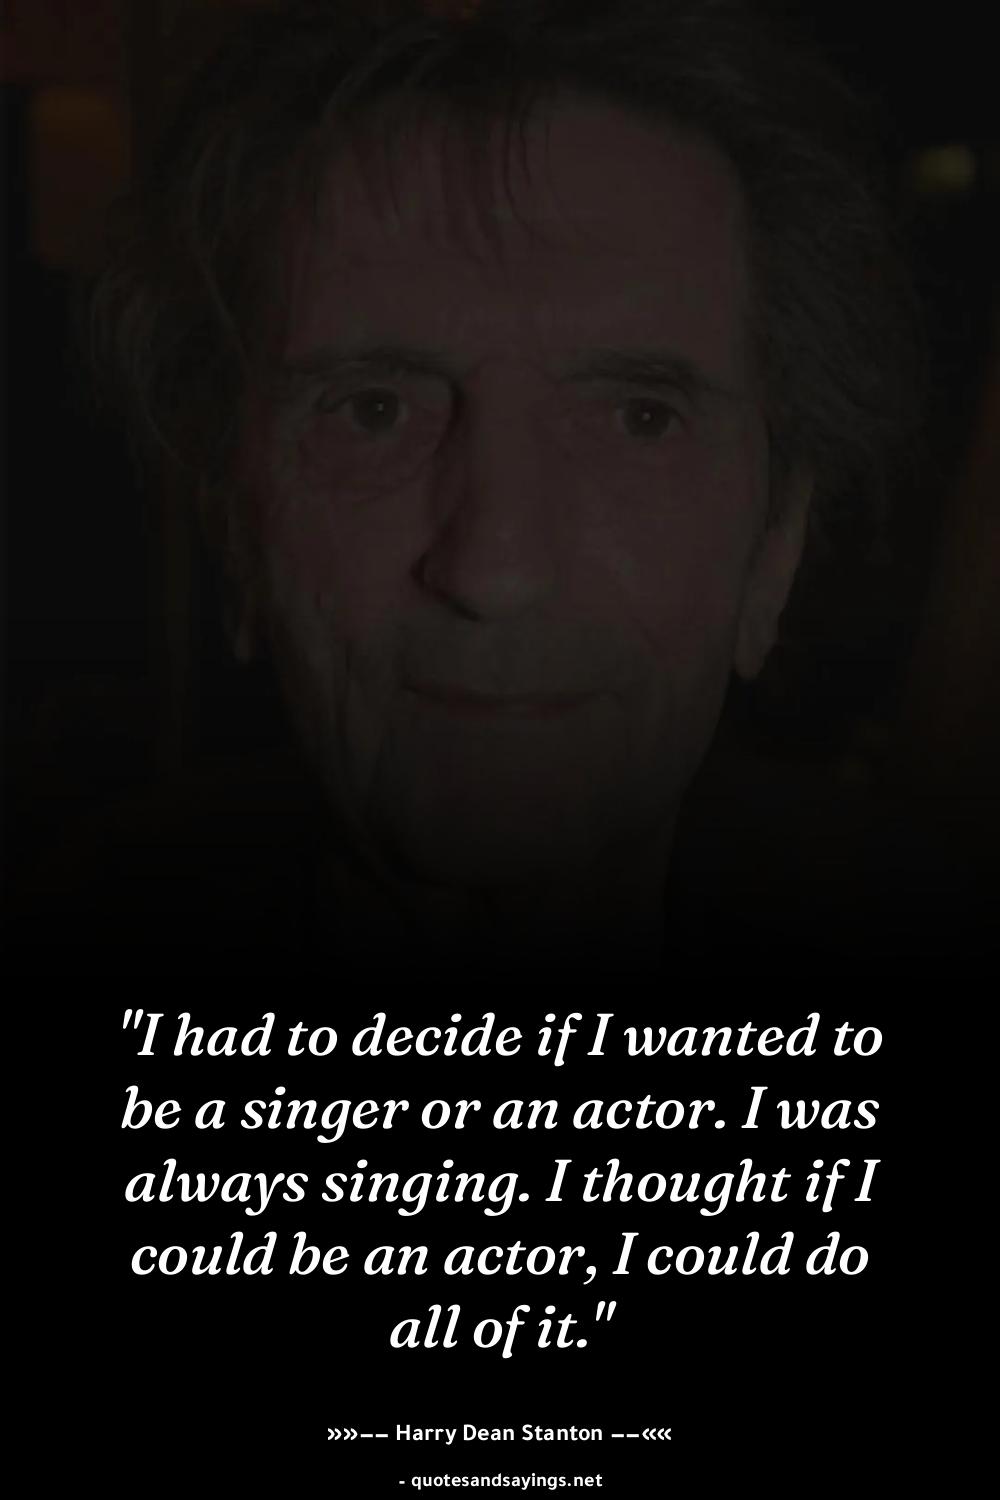 "I had to decide if I wanted to
be a singer or an actor. I was
always singing. I thought if I
could be an actor, I could do
all of it."
»»–– Harry Dean Stanton ––««
- quotesandsayings.net